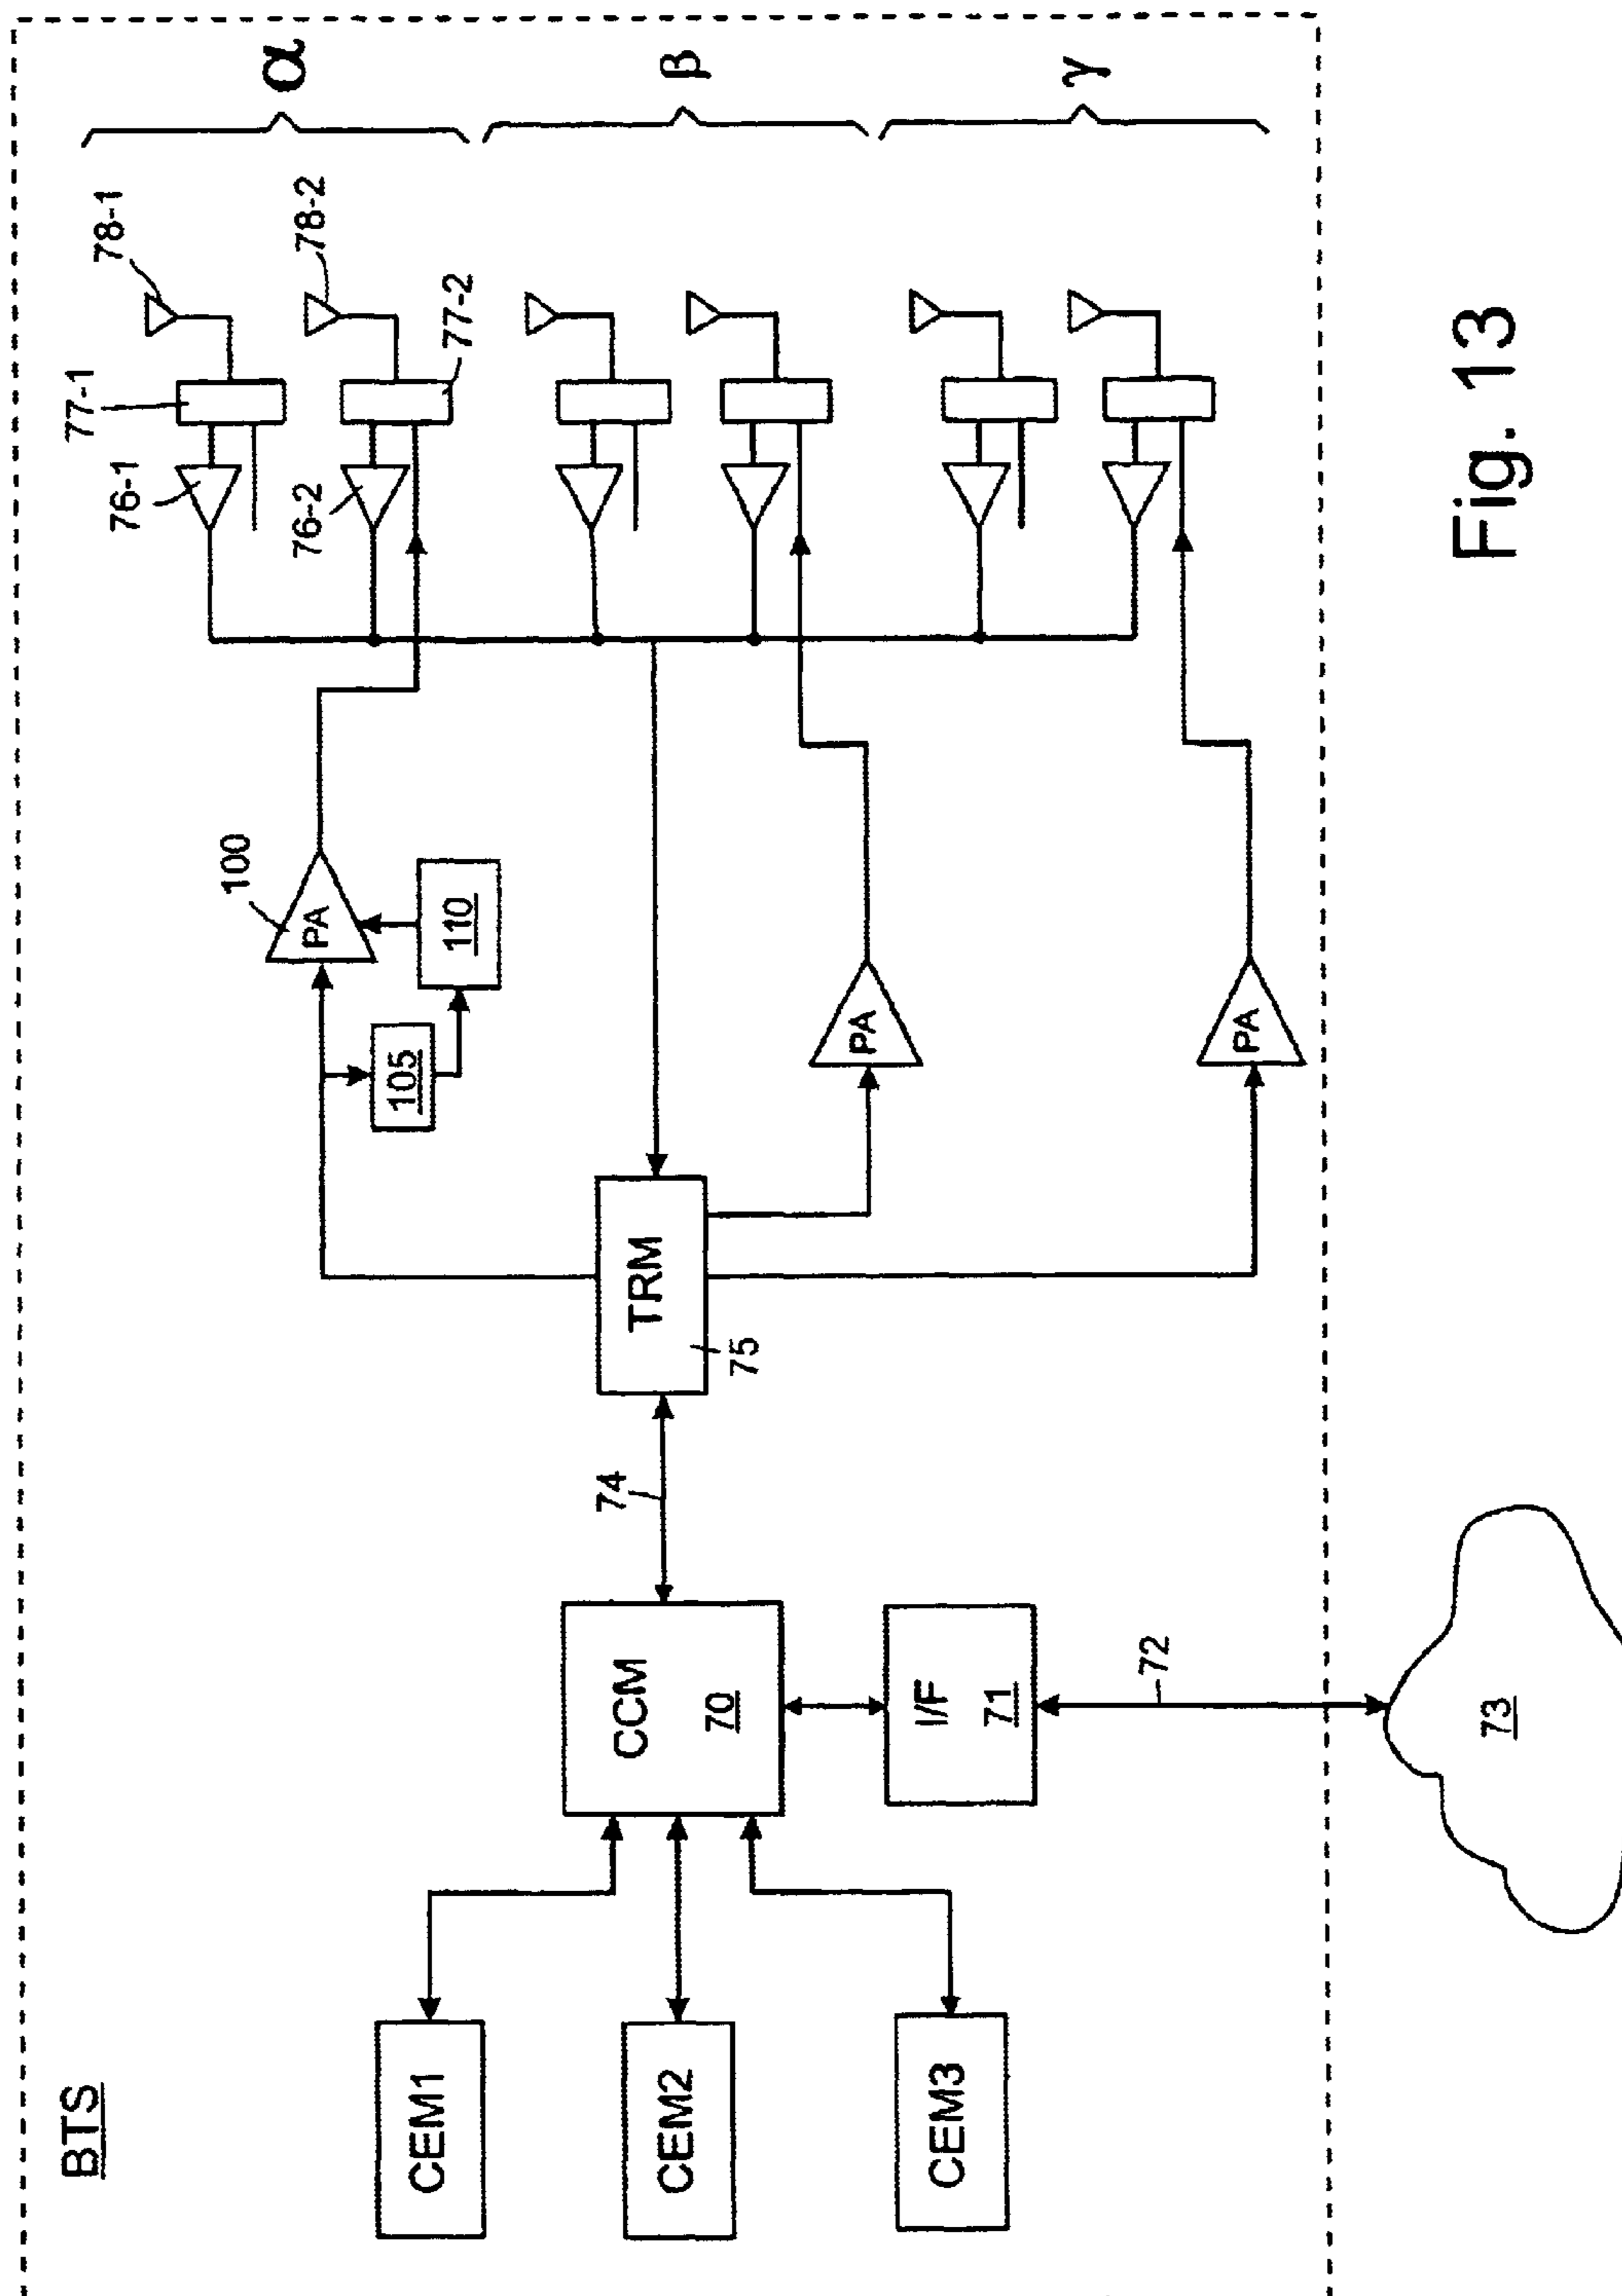 BTS
CEM1
CEM2
CEM3
CCM
70
I/F
71
72
73
74
TRM
75
105
110
100
PA
PA
PA
76-1
76-2
77-1
77-2
78-1
78-2
α
β
γ
Fig. 13